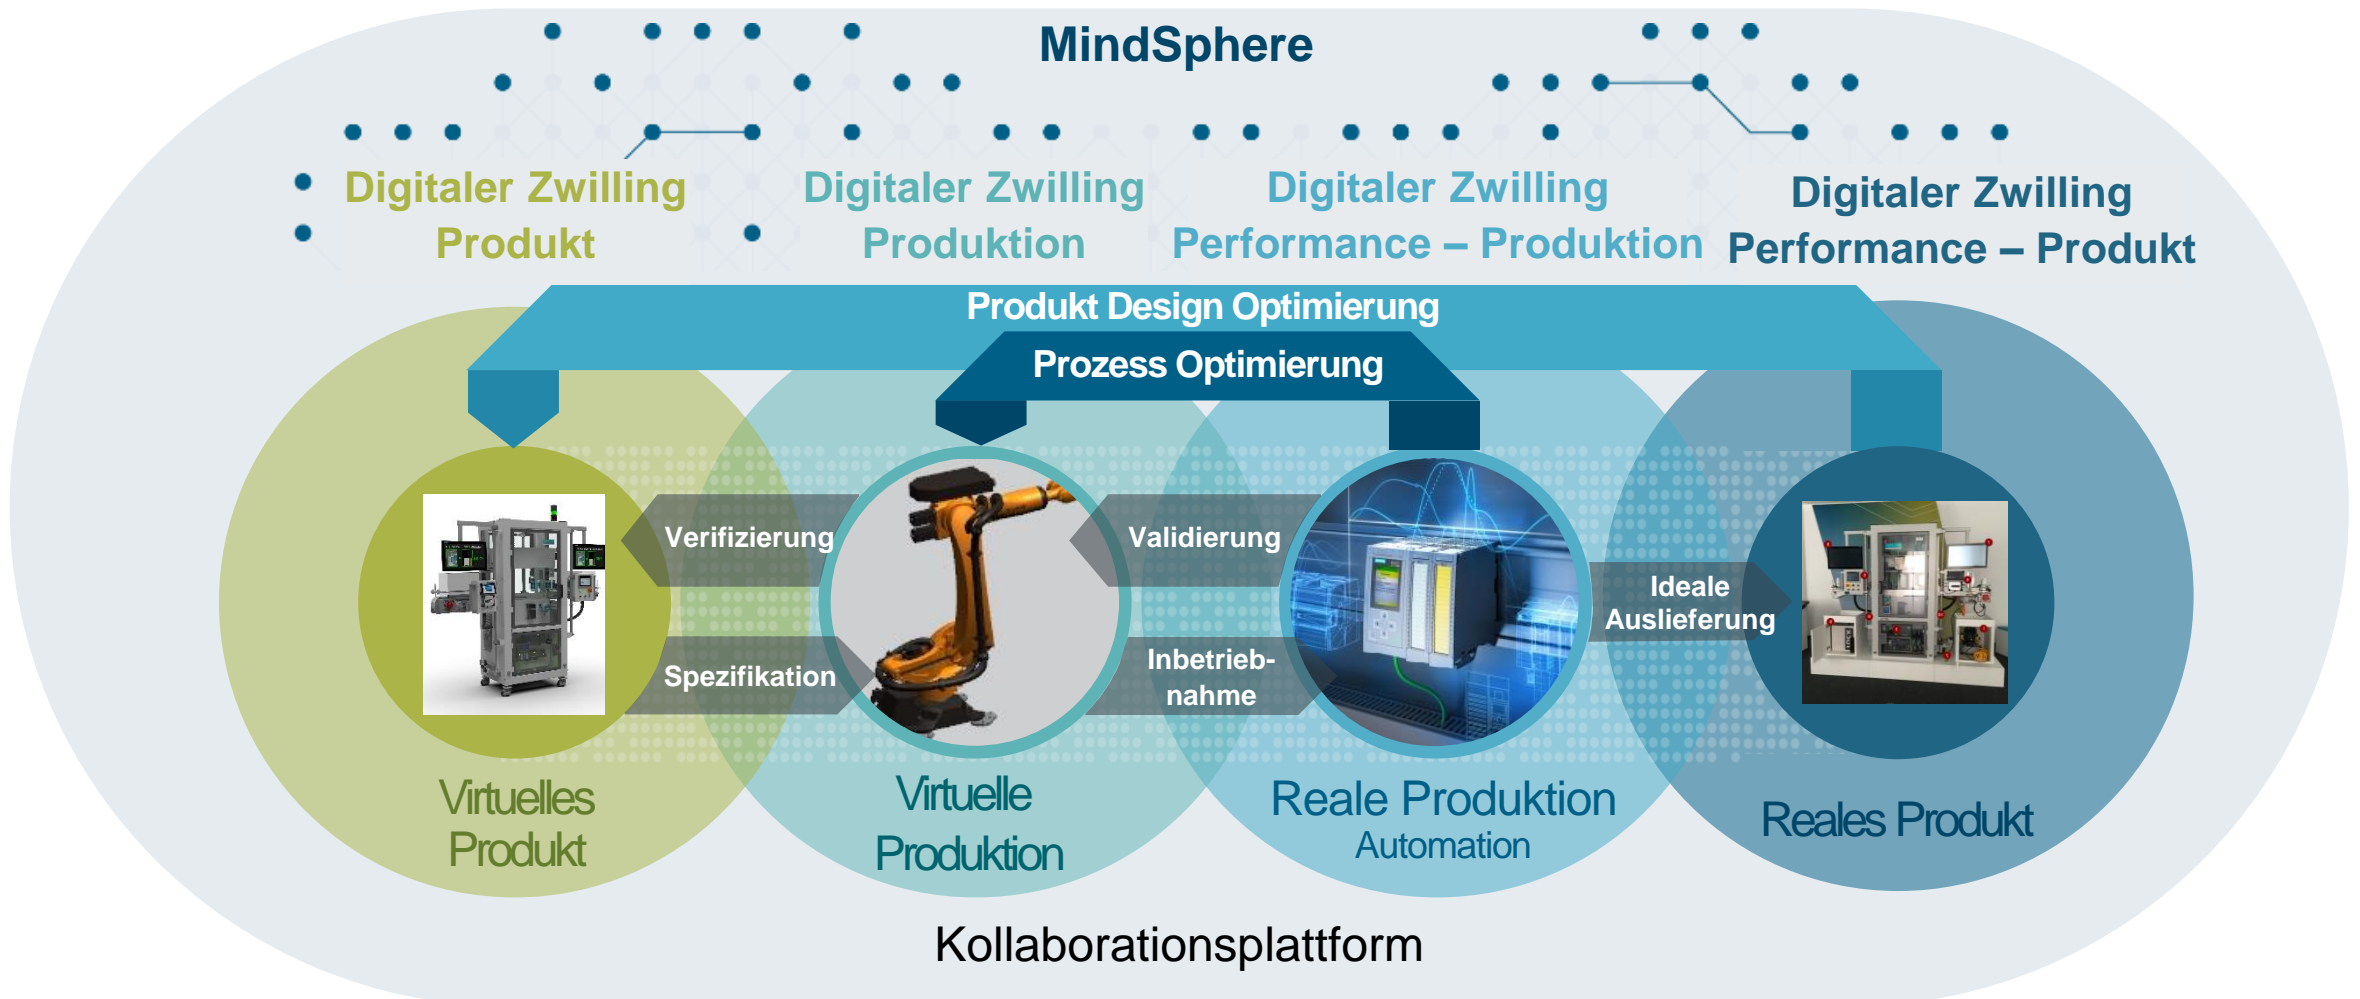 MindSphere
Digitaler Zwilling
Produkt
Digitaler Zwilling
Produktion
Digitaler Zwilling
Performance – Produktion
Digitaler Zwilling
Performance – Produkt
Produkt Design Optimierung
Prozess Optimierung
Verifizierung
Validierung
Ideale
Auslieferung
Spezifikation
Inbetrieb-
nahme
Virtuelles
Produkt
Virtuelle
Produktion
Reale Produktion
Automation
Reales Produkt
Kollaborationsplattform